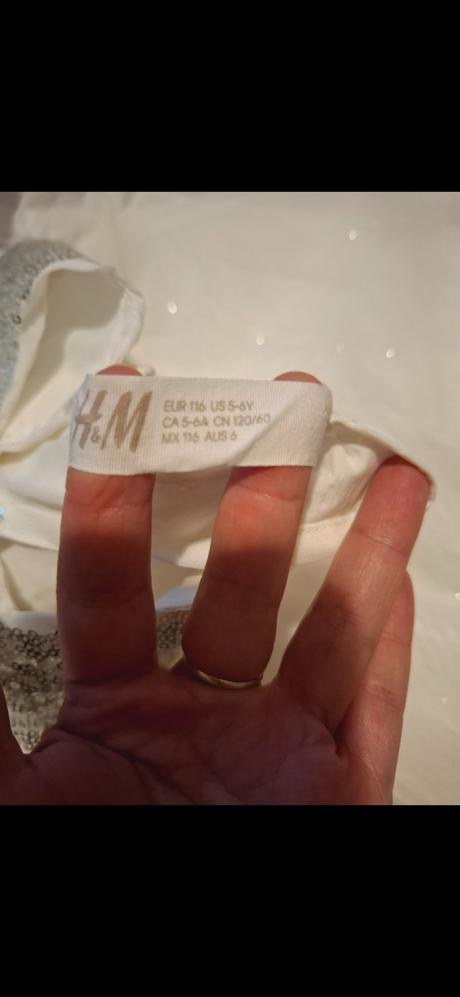 H&M
EUR 116 US 5-6Y
CA 5-6A CN 120/60
MX 116 AUS 6